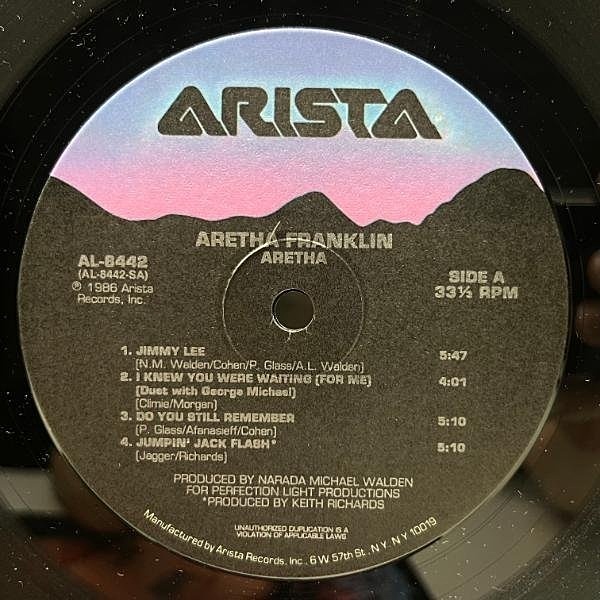 ARISTA
ARETHA FRANKLIN
ARETHA
AL-8442
(AL-8442-SA)
℗ 1986 Arista
Records, Inc.
SIDE A
33⅓ RPM
1. JIMMY LEE 5:47
[N.M. Walden/Cohen/P. Glass/A.L. Walden]
2. I KNEW YOU WERE WAITING [FOR ME] 4:01
[Duet with George Michael]
[Climie/Morgan]
3. DO YOU STILL REMEMBER 5:10
[P. Glass/Afanasieff/Cohen]
4. JUMPIN' JACK FLASH* 5:10
[Jagger/Richards]
PRODUCED BY NARADA MICHAEL WALDEN
FOR PERFECTION LIGHT PRODUCTIONS
*PRODUCED BY KEITH RICHARDS
UNAUTHORIZED DUPLICATION IS A
VIOLATION OF APPLICABLE LAWS
Manufactured by Arista Records, Inc. 6 W 57th St., N.Y., N.Y. 10019